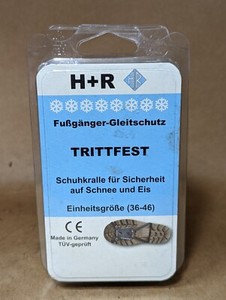 H+R
Fußgänger-Gleitschutz
TRITTFEST
Schuhkralle für Sicherheit
auf Schnee und Eis
Einheitsgröße (36-46)
CE
Made in Germany
TÜV-geprüft